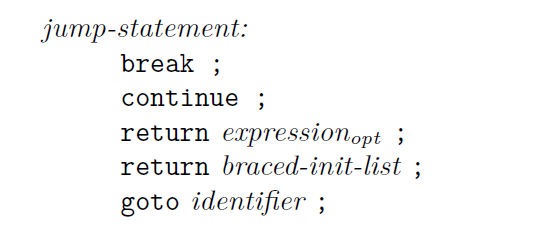 jump-statement:
break ;
continue ;
return expressionopt ;
return braced-init-list ;
goto identifier ;